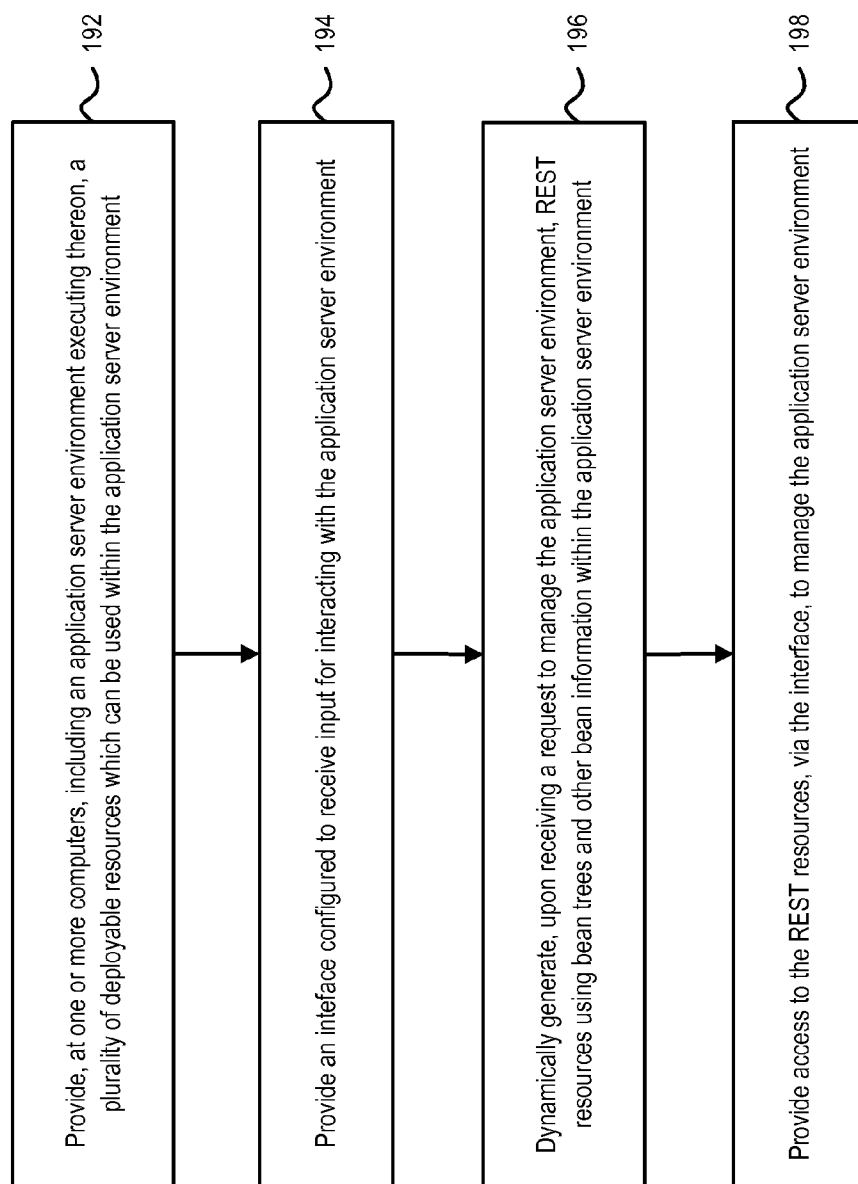 Provide, at one or more computers, including an application server environment executing thereon, a
plurality of deployable resources which can be used within the application server environment
192
Provide an inteface configured to receive input for interacting with the application server environment
194
Dynamically generate, upon receiving a request to manage the application server environment, REST
resources using bean trees and other bean information within the application server environment
196
Provide access to the REST resources, via the interface, to manage the application server environment
198